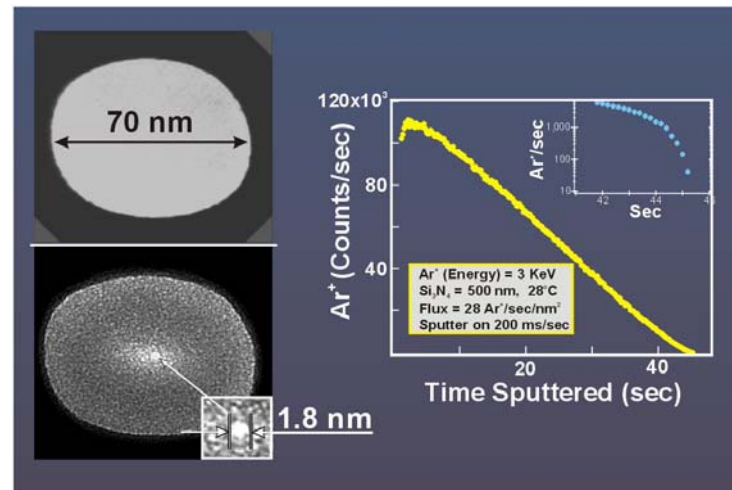 70 nm
1.8 nm
120x10³
80
40
Ar⁺ (Counts/sec)
20
40
Time Sputtered (sec)
1,000
100
10
Ar⁺/sec
42
44
Sec
Ar⁺ (Energy) = 3 KeV
Si₃N₄ = 500 nm, 28°C
Flux = 28 Ar⁺/sec/nm²
Sputter on 200 ms/sec